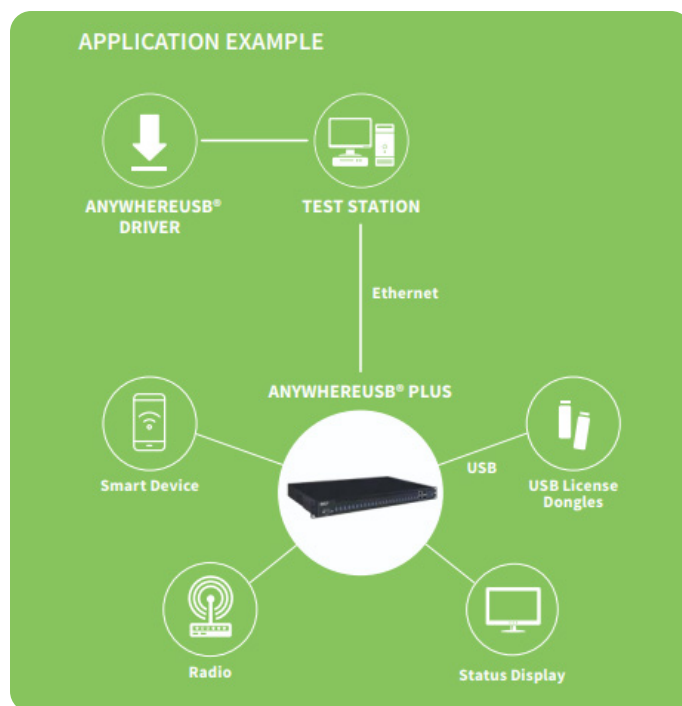 APPLICATION EXAMPLE
ANYWHEREUSB®
DRIVER
TEST STATION
Ethernet
ANYWHEREUSB® PLUS
Smart Device
USB
USB License
Dongles
Radio
Status Display